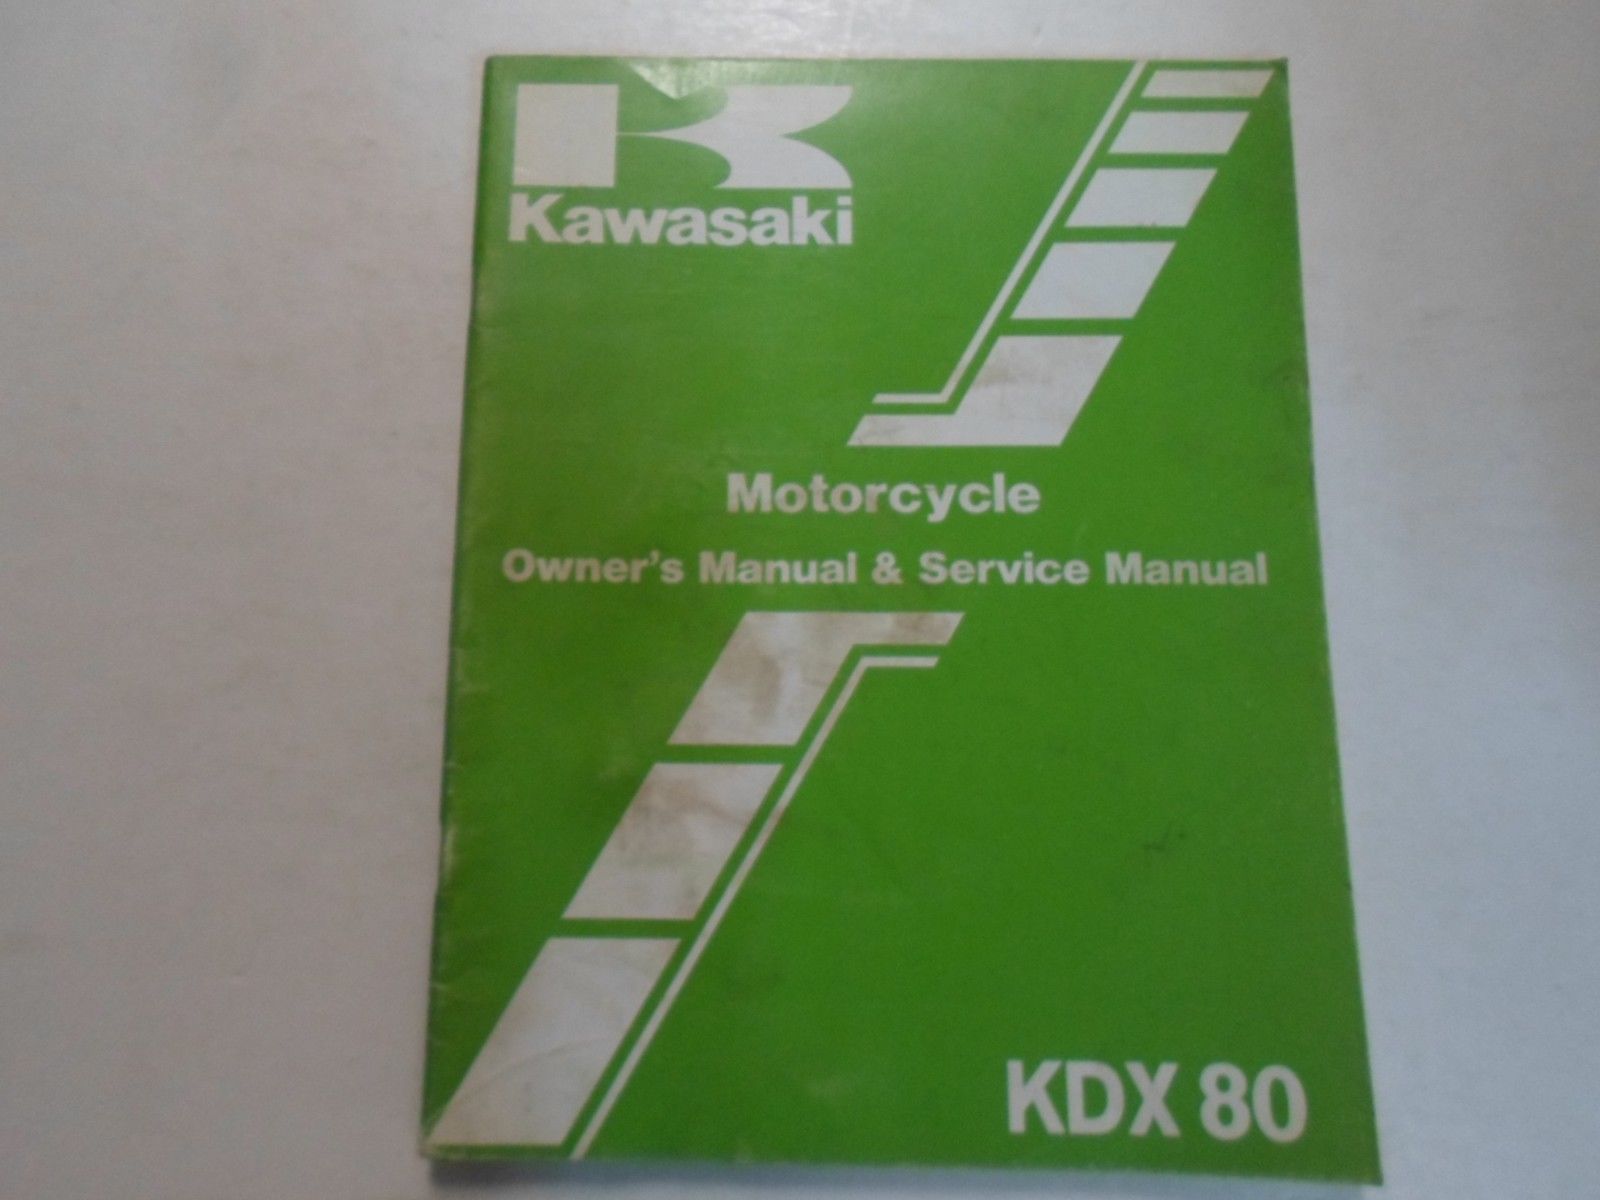 Kawasaki
Motorcycle
Owner's Manual & Service Manual
KDX 80